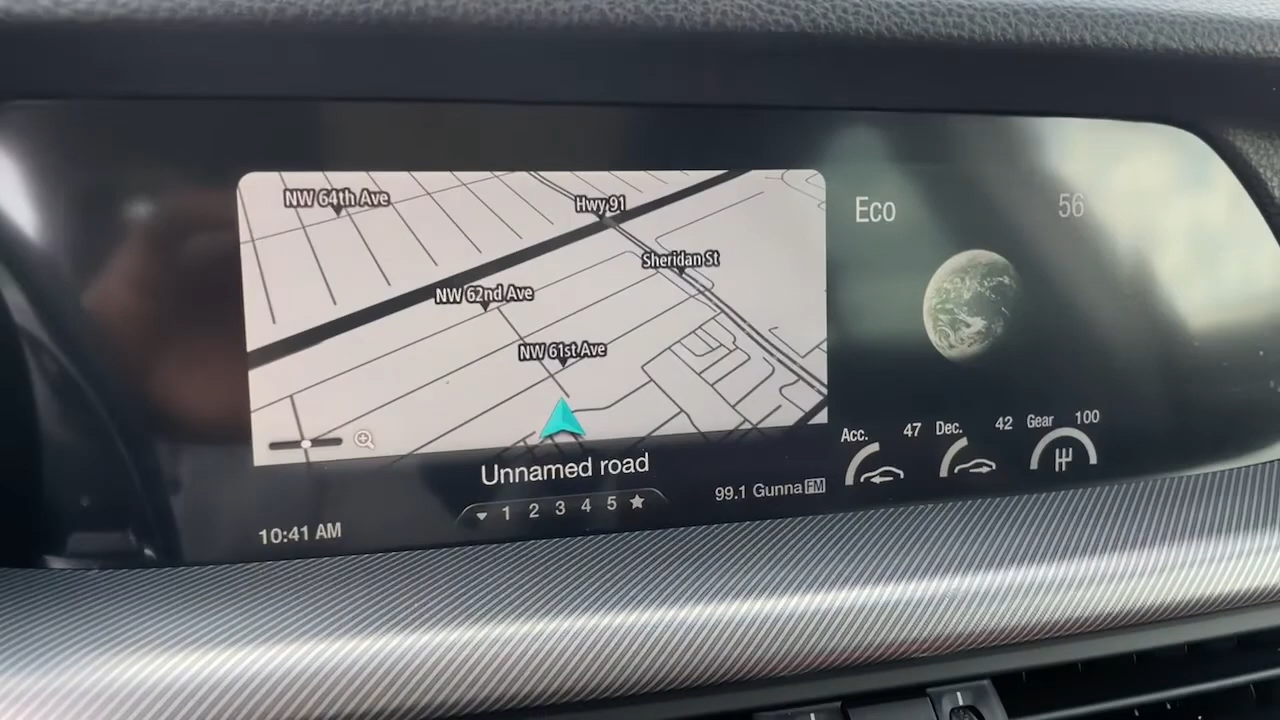 NW 64th Ave
Hwy 91
Sheridan St
NW 62nd Ave
NW 61st Ave
Unnamed road
1 2 3 4 5
99.1 Gunna FM
10:41 AM
Eco 56
Acc. 47 Dec. 42 Gear 100